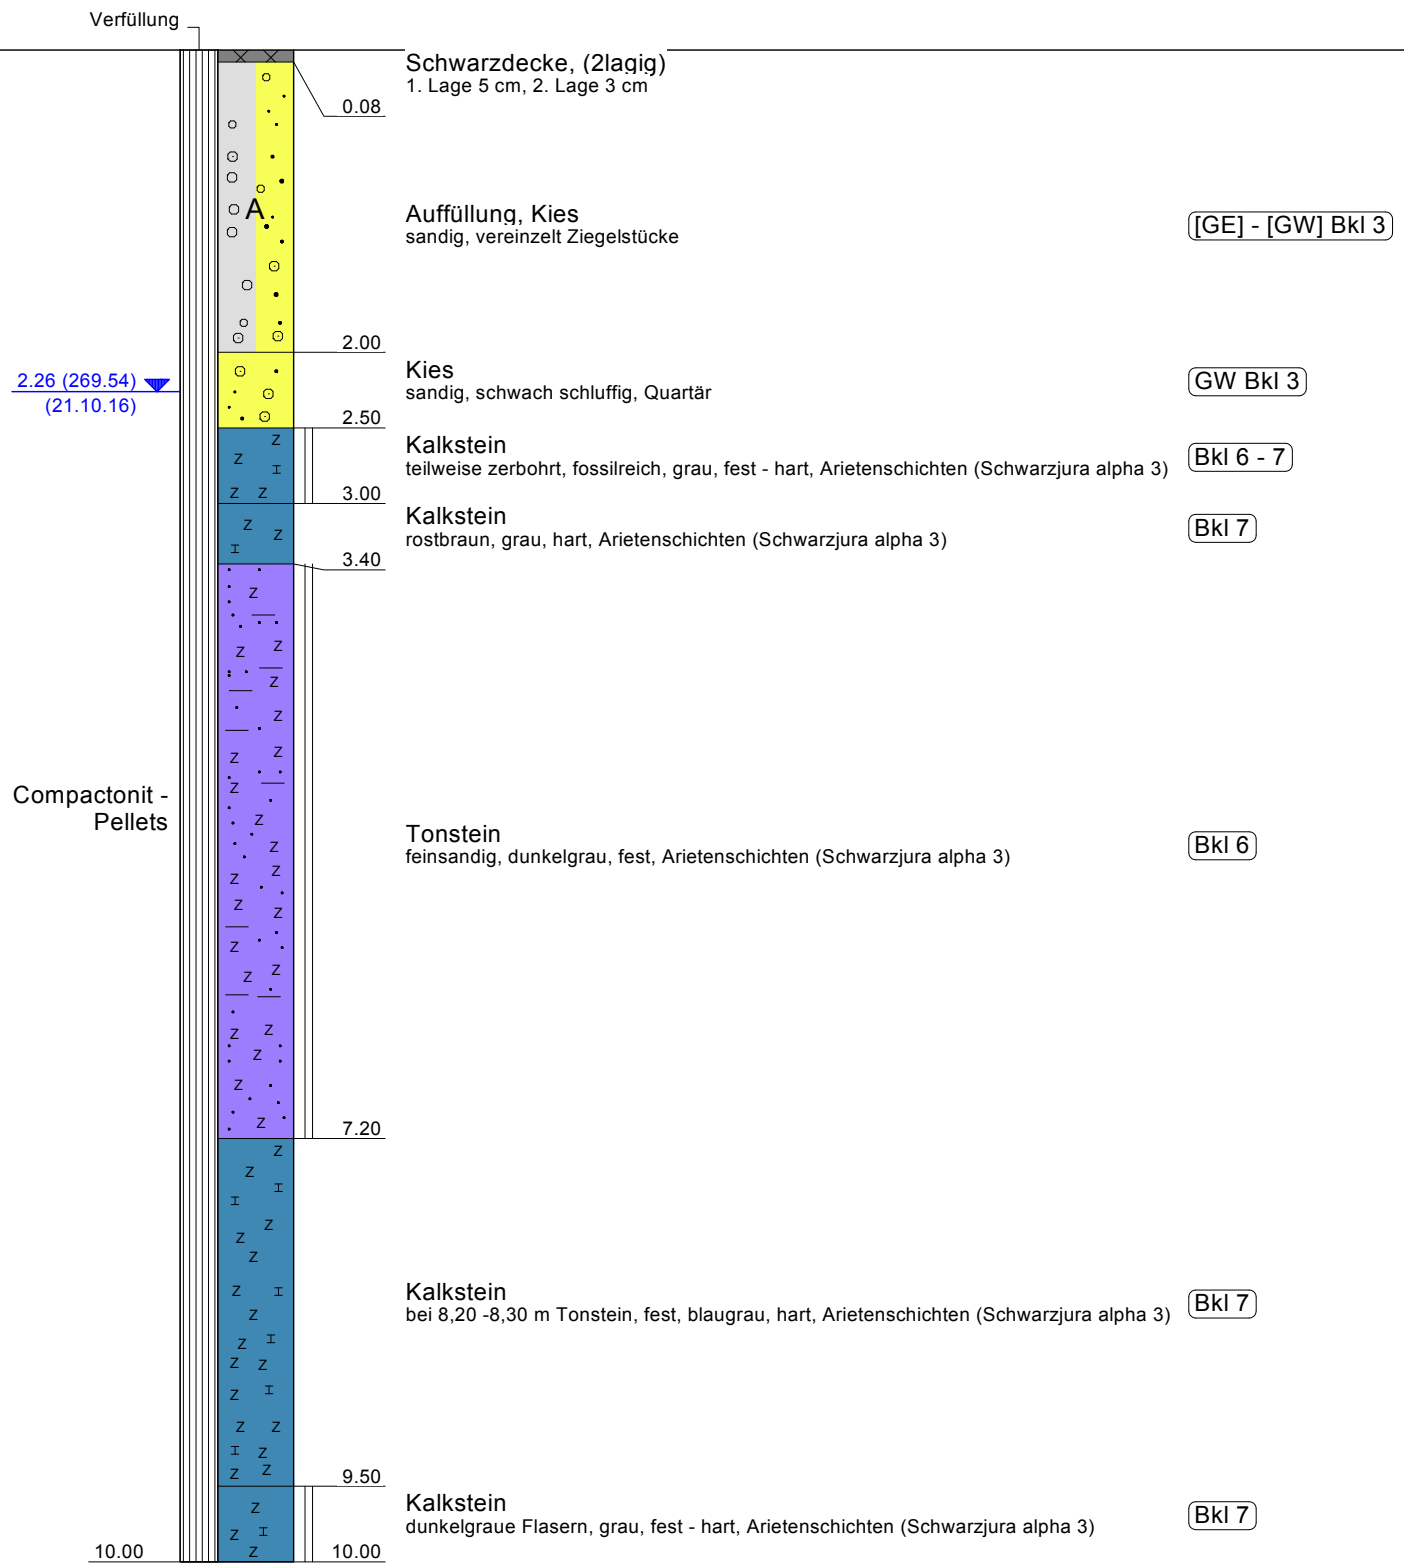 Verfüllung
Schwarzdecke, (2lagig)
1. Lage 5 cm, 2. Lage 3 cm
0.08
A
Auffüllung, Kies
sandig, vereinzelt Ziegelstücke
[GE] - [GW] Bkl 3
2.00
2.26 (269.54)
(21.10.16)
Kies
sandig, schwach schluffig, Quartär
GW Bkl 3
2.50
Kalkstein
teilweise zerbohrt, fossilreich, grau, fest - hart, Arietenschichten (Schwarzjura alpha 3)
Bkl 6 - 7
3.00
Kalkstein
rostbraun, grau, hart, Arietenschichten (Schwarzjura alpha 3)
Bkl 7
3.40
Compactonit -
Pellets
Tonstein
feinsandig, dunkelgrau, fest, Arietenschichten (Schwarzjura alpha 3)
Bkl 6
7.20
Kalkstein
bei 8,20 -8,30 m Tonstein, fest, blaugrau, hart, Arietenschichten (Schwarzjura alpha 3)
Bkl 7
9.50
Kalkstein
dunkelgraue Flasern, grau, fest - hart, Arietenschichten (Schwarzjura alpha 3)
Bkl 7
10.00
10.00